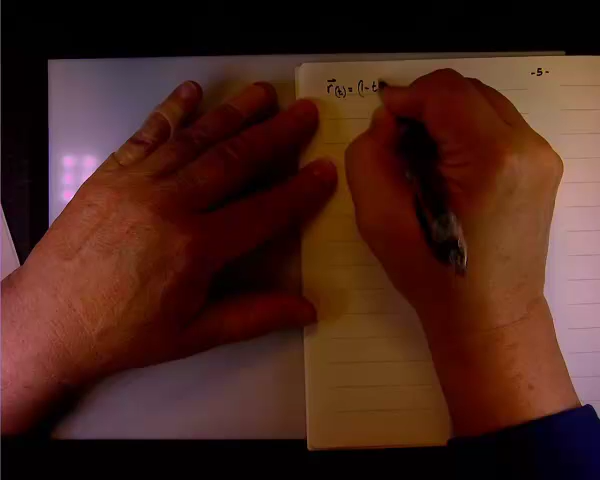 -5-
r⃗(t) = (1-t)